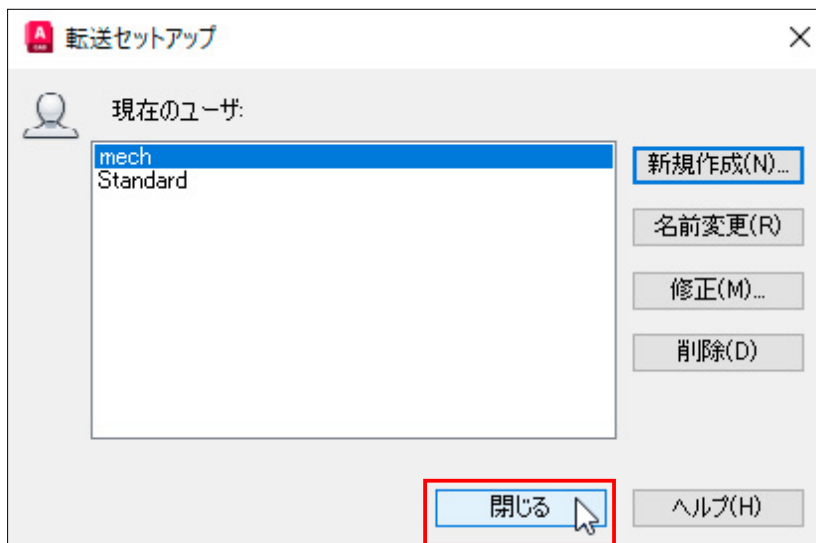 転送セットアップ
現在のユーザ:
mech
Standard
新規作成(N)...
名前変更(R)
修正(M)...
削除(D)
閉じる
ヘルプ(H)